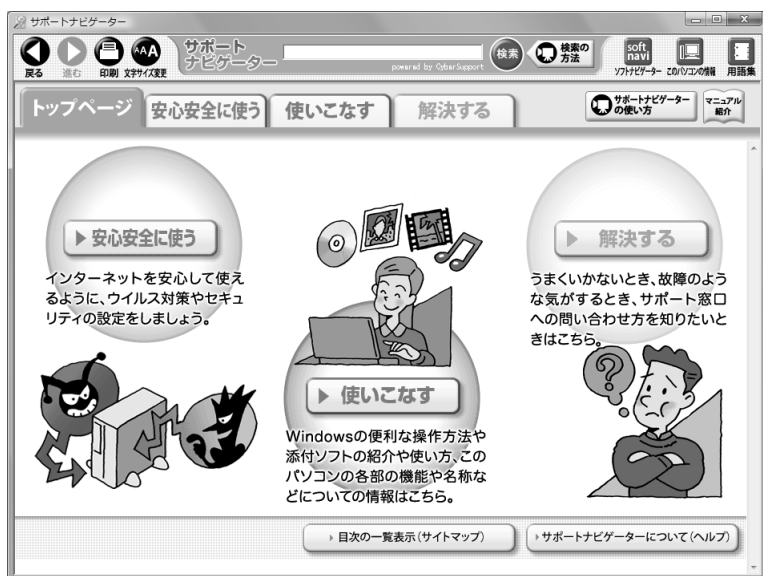 サポートナビゲーター
戻る
進む
印刷
AAA
文字サイズ変更
サポート
ナビゲーター
powered by CyberSupport
検索
検索の
方法
soft
navi
ソフトナビゲーター
このパソコンの情報
用語集
トップページ
安心安全に使う
使いこなす
解決する
サポートナビゲーター
の使い方
マニュアル
紹介
安心安全に使う
インターネットを安心して使え
るように、ウイルス対策やセキュ
リティの設定をしましょう。
使いこなす
Windowsの便利な操作方法や
添付ソフトの紹介や使い方、この
パソコンの各部の機能や名称な
どについての情報はこちら。
解決する
うまくいかないとき、故障のよう
な気がするとき、サポート窓口
への問い合わせ方を知りたいと
きはこちら。
?
目次の一覧表示(サイトマップ)
サポートナビゲーターについて(ヘルプ)